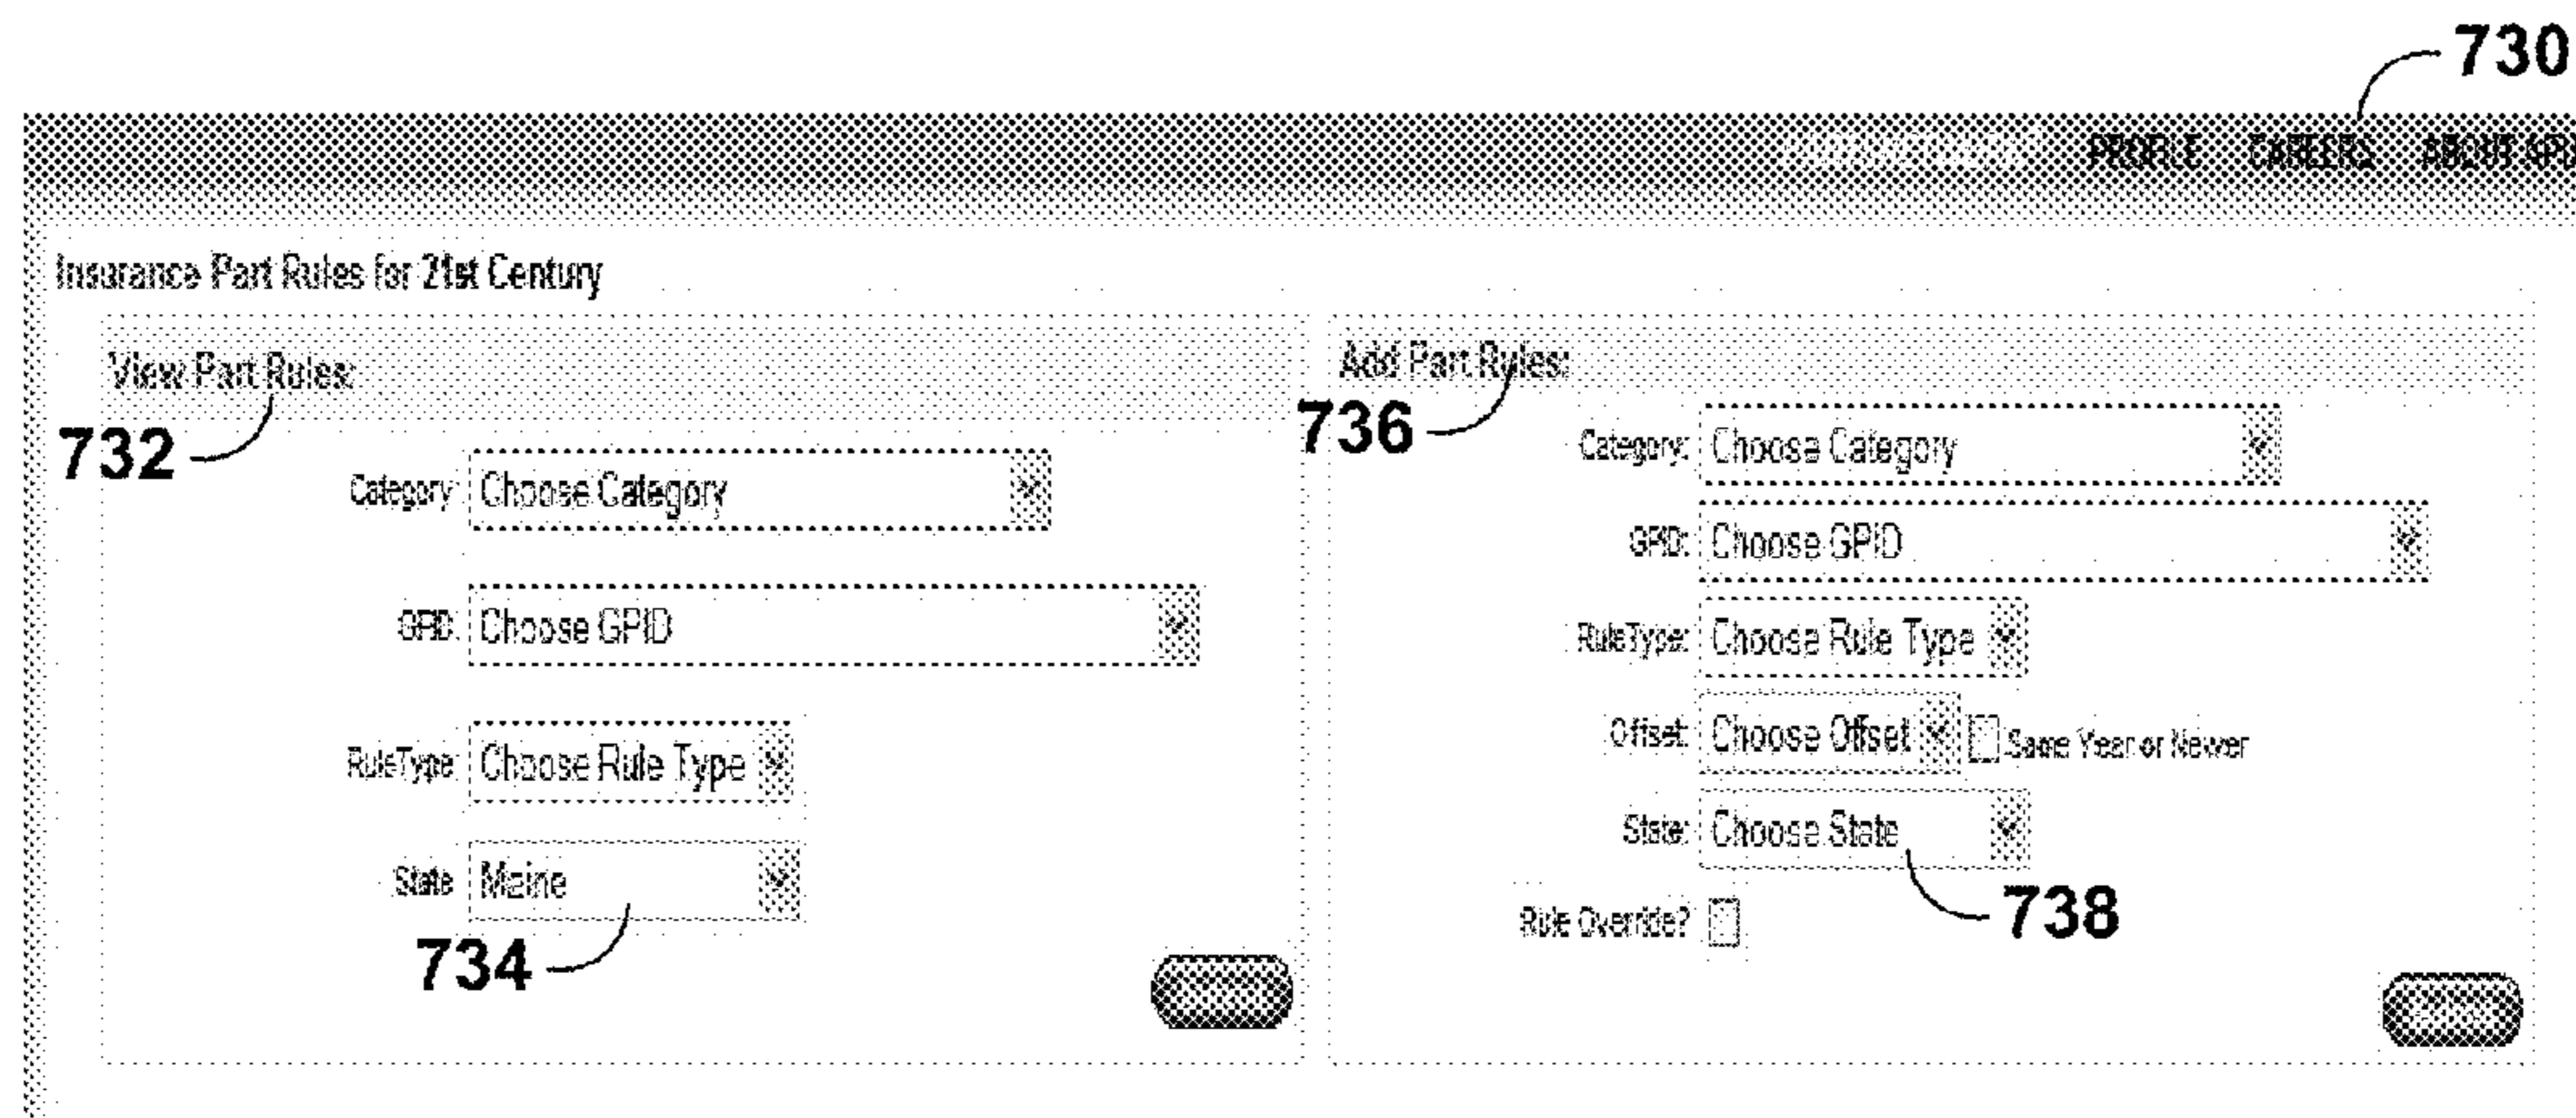 730
PROFILE CAREERS ABOUT
Insurance Part Rules for 21st Century
View Part Rules:
732
Category: Choose Category
GPID: Choose GPID
RuleType: Choose Rule Type
State: Maine
734
Add Part Rules:
736
Category: Choose Category
GPID: Choose GPID
RuleType: Choose Rule Type
Offset: Choose Offset Same Year or Newer
State: Choose State
738
Rule Override?